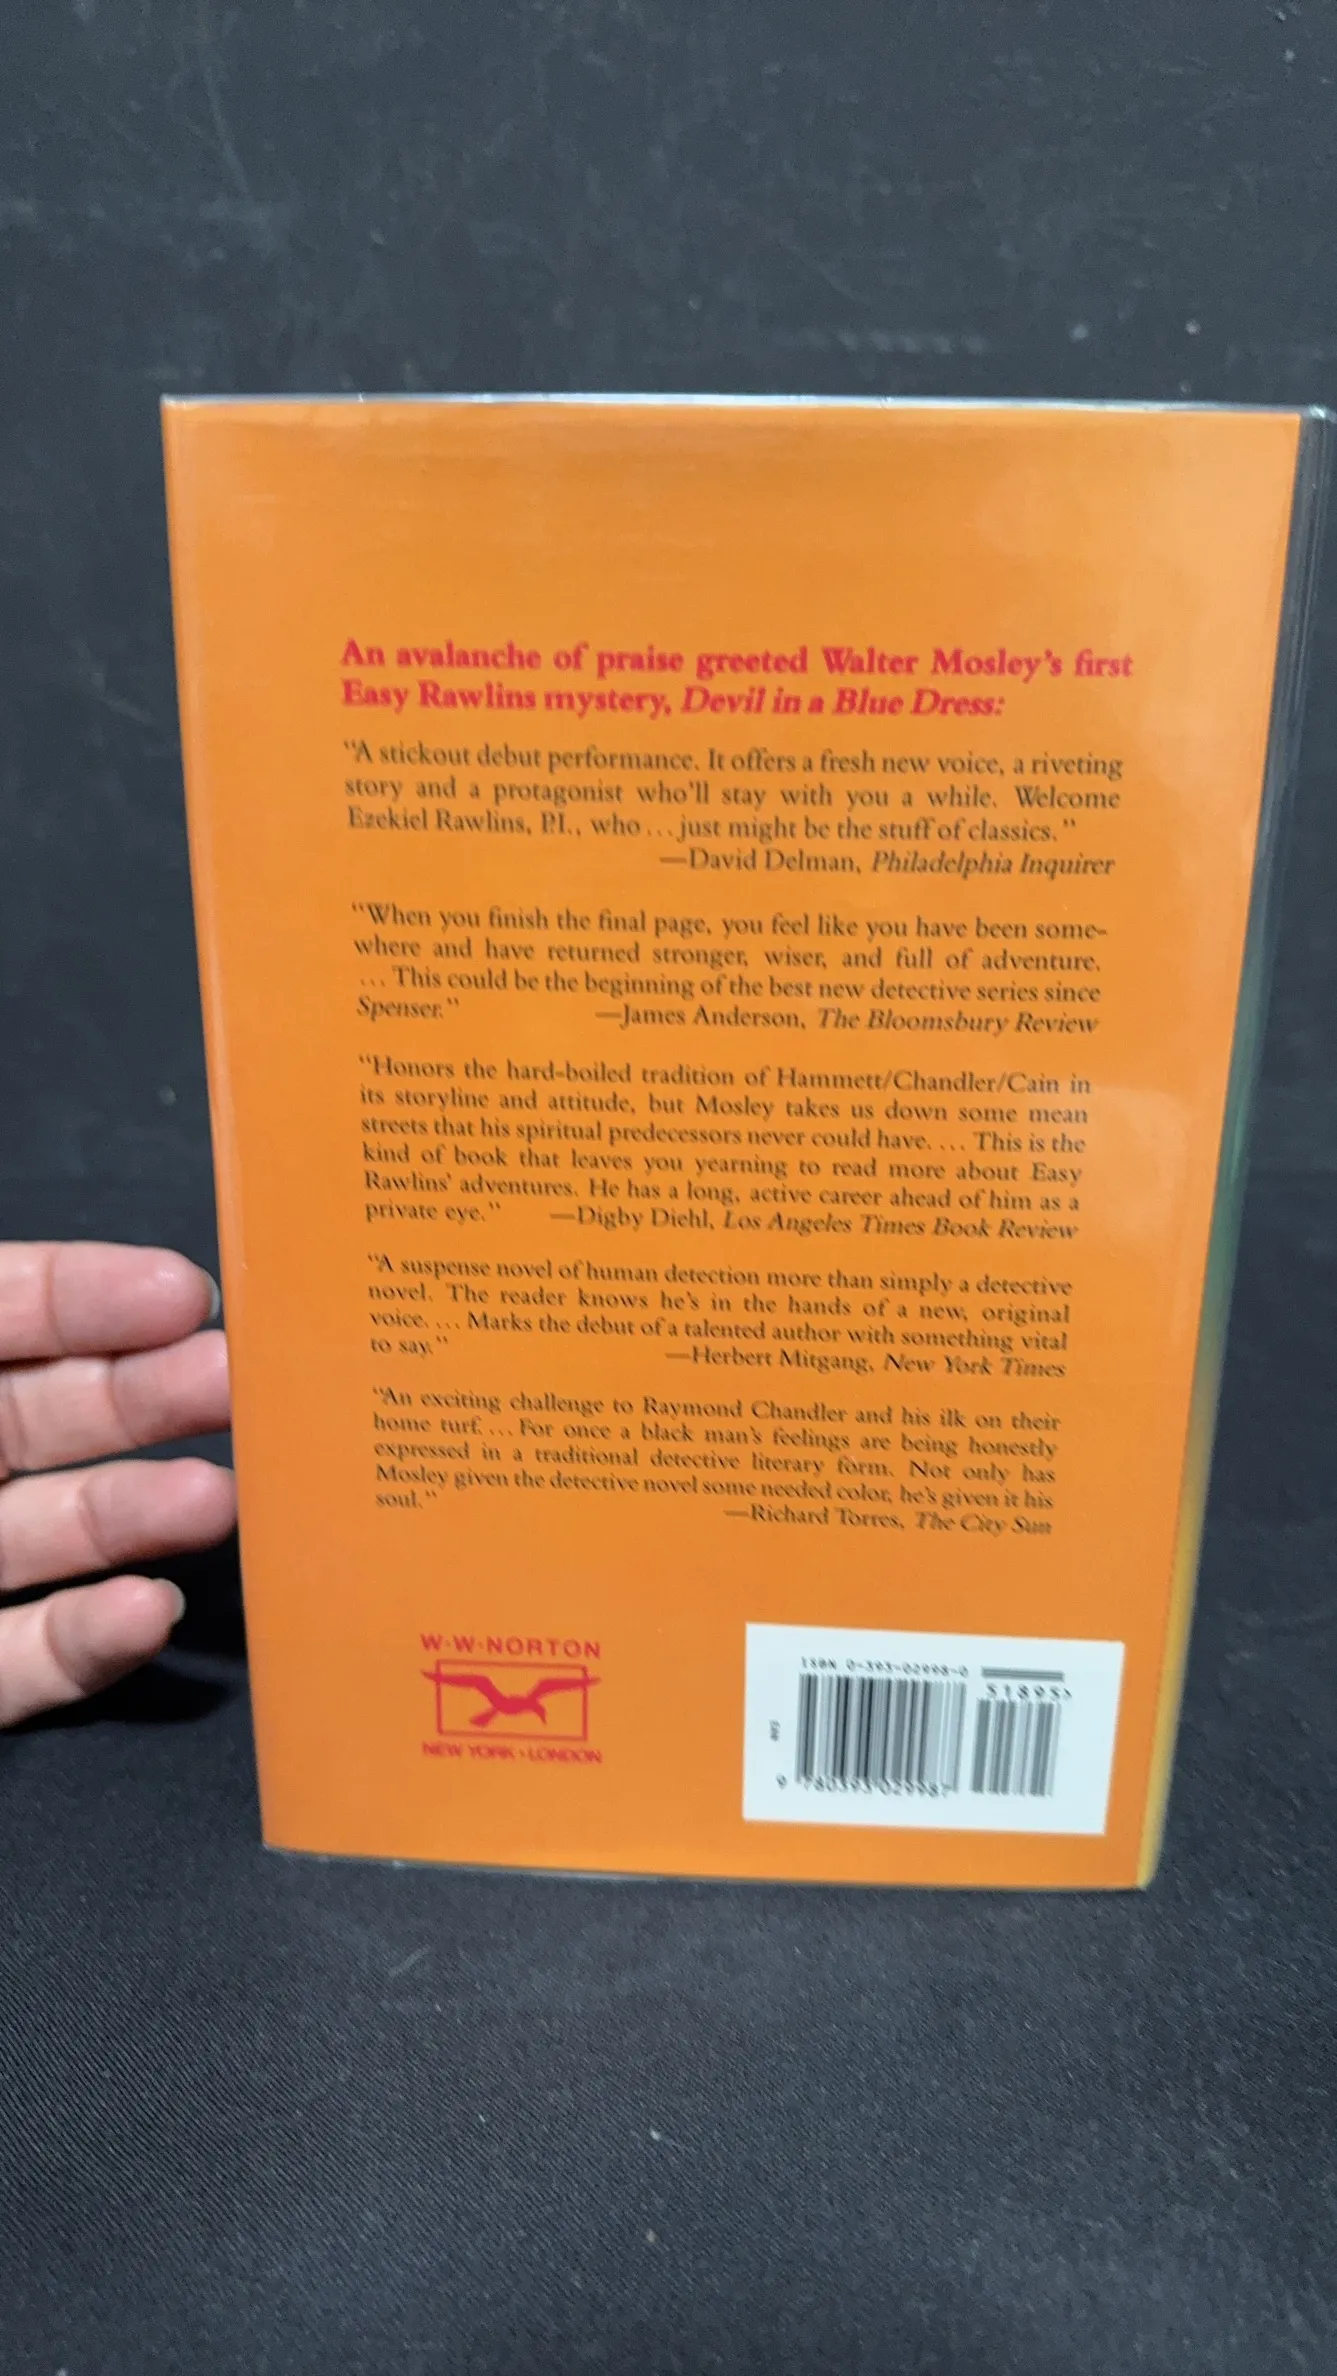 An avalanche of praise greeted Walter Mosley's first
Easy Rawlins mystery, Devil in a Blue Dress:
"A stickout debut performance. It offers a fresh new voice, a riveting
story and a protagonist who'll stay with you a while. Welcome
Ezekiel Rawlins, P.I., who ... just might be the stuff of classics."
—David Delman, Philadelphia Inquirer
"When you finish the final page, you feel like you have been some-
where and have returned stronger, wiser, and full of adventure.
... This could be the beginning of the best new detective series since
Spenser." —James Anderson, The Bloomsbury Review
"Honors the hard-boiled tradition of Hammett/Chandler/Cain in
its storyline and attitude, but Mosley takes us down some mean
streets that his spiritual predecessors never could have. ... This is the
kind of book that leaves you yearning to read more about Easy
Rawlins' adventures. He has a long, active career ahead of him as a
private eye." —Digby Diehl, Los Angeles Times Book Review
"A suspense novel of human detection more than simply a detective
novel. The reader knows he's in the hands of a new, original
voice. ... Marks the debut of a talented author with something vital
to say." —Herbert Mitgang, New York Times
"An exciting challenge to Raymond Chandler and his ilk on their
home turf. ... For once a black man's feelings are being honestly
expressed in a traditional detective literary form. Not only has
Mosley given the detective novel some needed color, he's given it his
soul." —Richard Torres, The City Sun
W·W·NORTON
NEW YORK·LONDON
ISBN 0-393-02998-0
51895>
9 780393 029987